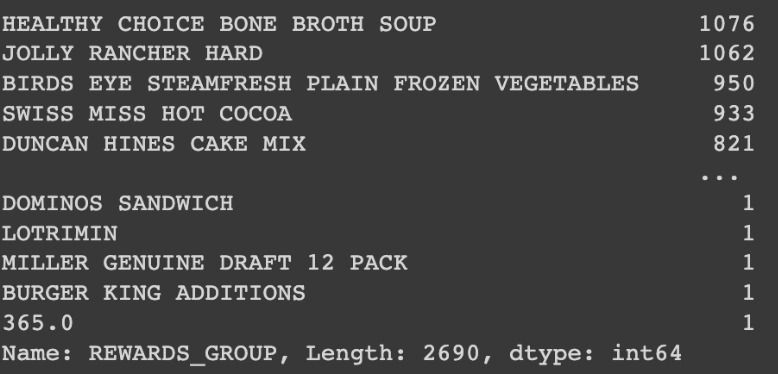 HEALTHY CHOICE BONE BROTH SOUP 1076
JOLLY RANCHER HARD 1062
BIRDS EYE STEAMFRESH PLAIN FROZEN VEGETABLES 950
SWISS MISS HOT COCOA 933
DUNCAN HINES CAKE MIX 821
...
DOMINOS SANDWICH 1
LOTRIMIN 1
MILLER GENUINE DRAFT 12 PACK 1
BURGER KING ADDITIONS 1
365.0 1
Name: REWARDS_GROUP, Length: 2690, dtype: int64